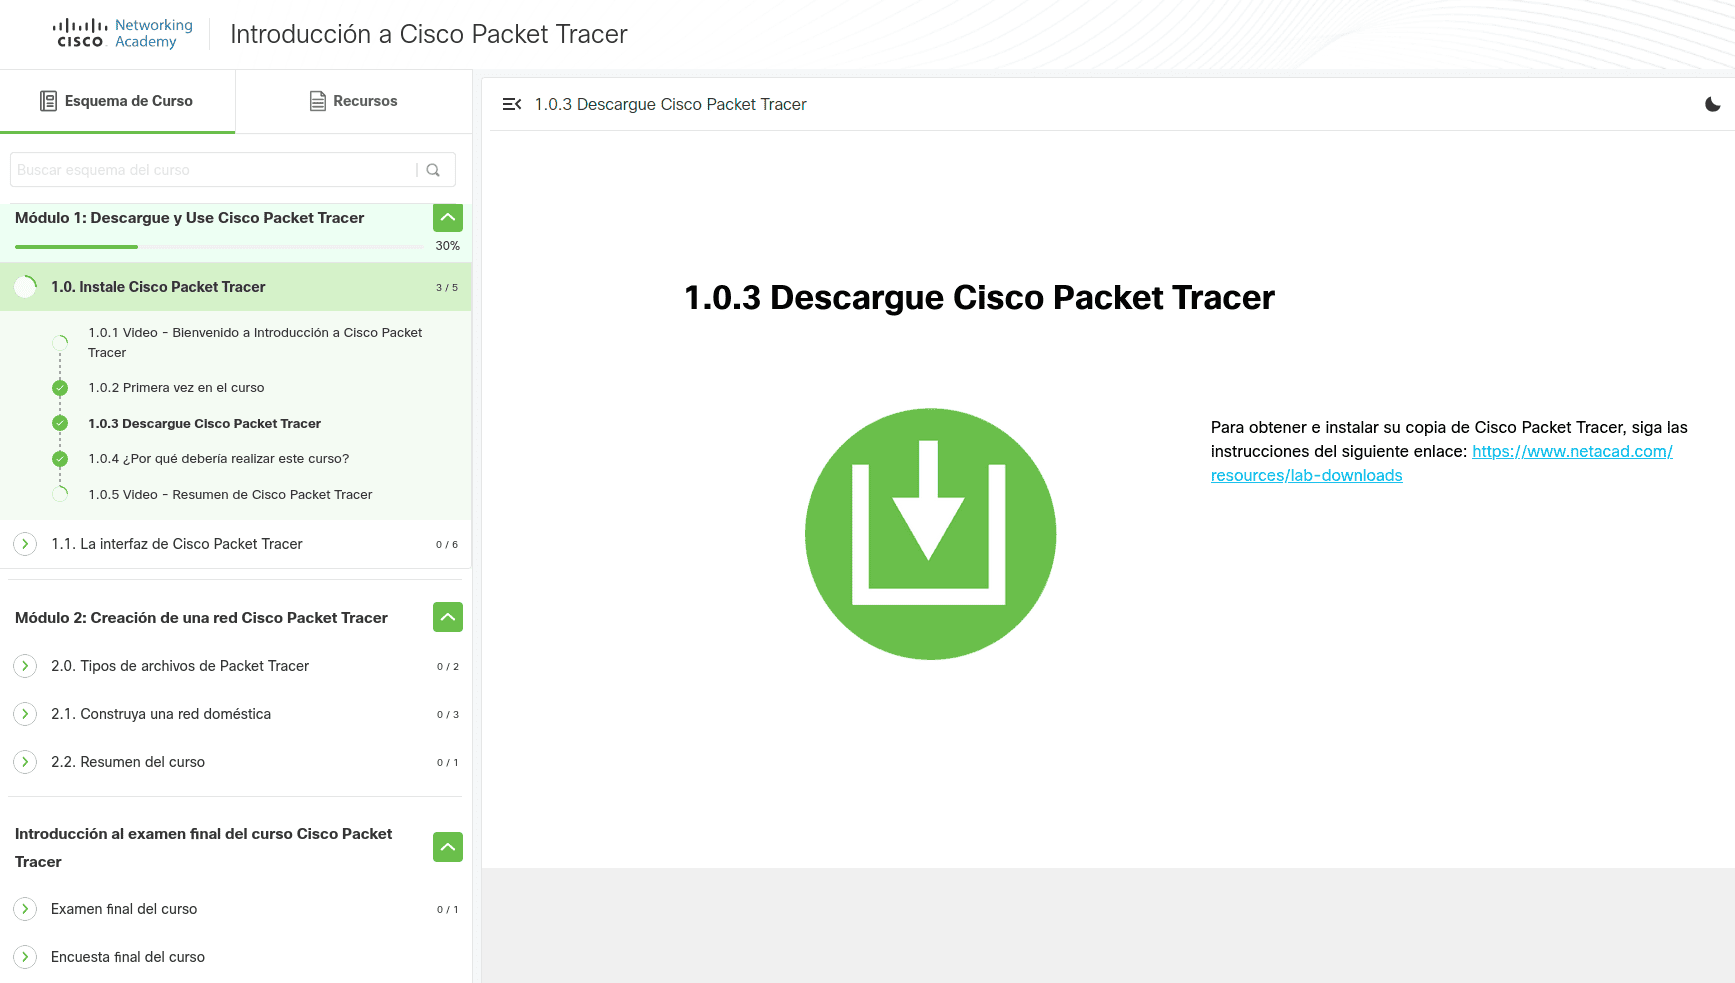 Networking
CISCO Academy
Introducción a Cisco Packet Tracer
Esquema de Curso
Recursos
Buscar esquema del curso
Módulo 1: Descargue y Use Cisco Packet Tracer
30%
1.0. Instale Cisco Packet Tracer
3 / 5
1.0.1 Video - Bienvenido a Introducción a Cisco Packet
Tracer
1.0.2 Primera vez en el curso
1.0.3 Descargue Cisco Packet Tracer
1.0.4 ¿Por qué debería realizar este curso?
1.0.5 Video - Resumen de Cisco Packet Tracer
1.1. La interfaz de Cisco Packet Tracer
0 / 6
Módulo 2: Creación de una red Cisco Packet Tracer
2.0. Tipos de archivos de Packet Tracer
0 / 2
2.1. Construya una red doméstica
0 / 3
2.2. Resumen del curso
0 / 1
Introducción al examen final del curso Cisco Packet
Tracer
Examen final del curso
0 / 1
Encuesta final del curso
1.0.3 Descargue Cisco Packet Tracer
1.0.3 Descargue Cisco Packet Tracer
Para obtener e instalar su copia de Cisco Packet Tracer, siga las
instrucciones del siguiente enlace: https://www.netacad.com/
resources/lab-downloads